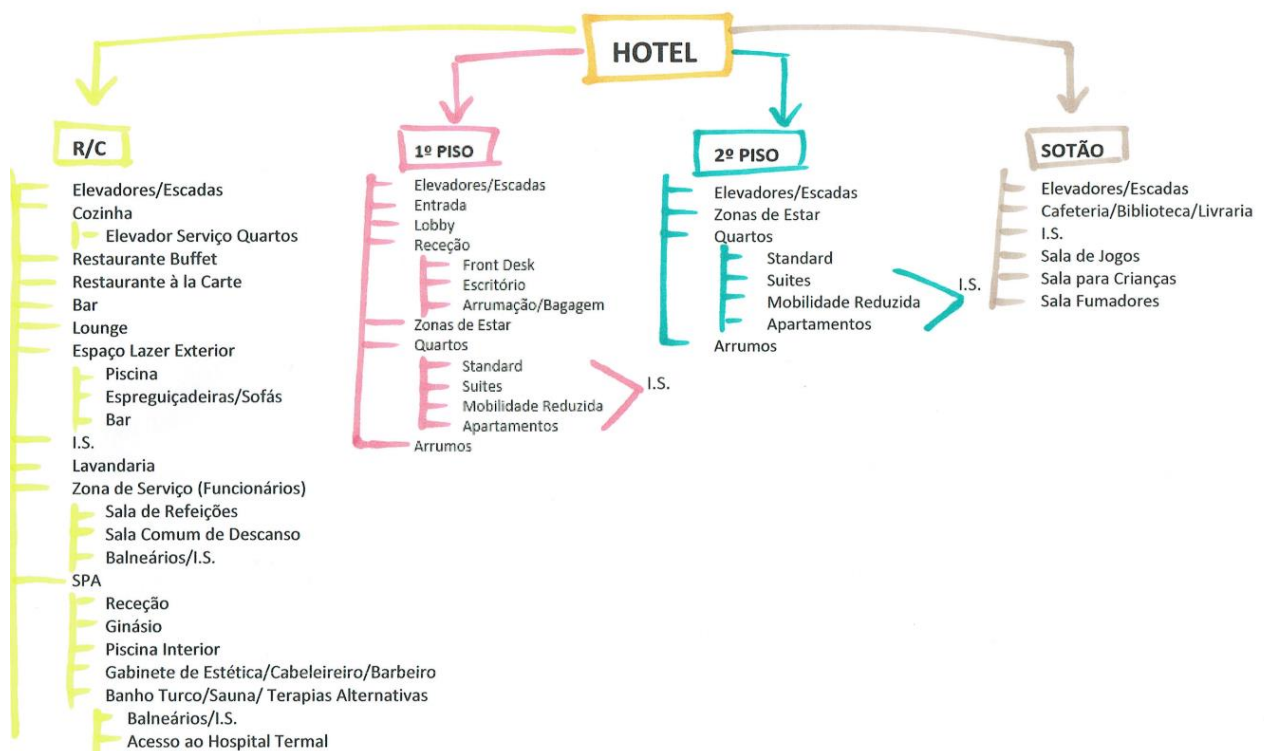 HOTEL
R/C
Elevadores/Escadas
Cozinha
Elevador Serviço Quartos
Restaurante Buffet
Restaurante à la Carte
Bar
Lounge
Espaço Lazer Exterior
Piscina
Espreguiçadeiras/Sofás
Bar
I.S.
Lavandaria
Zona de Serviço (Funcionários)
Sala de Refeições
Sala Comum de Descanso
Balneários/I.S.
SPA
Receção
Ginásio
Piscina Interior
Gabinete de Estética/Cabeleireiro/Barbeiro
Banho Turco/Sauna/ Terapias Alternativas
Balneários/I.S.
Acesso ao Hospital Termal
1º PISO
Elevadores/Escadas
Entrada
Lobby
Receção
Front Desk
Escritório
Arrumação/Bagagem
Zonas de Estar
Quartos
Standard
Suites
Mobilidade Reduzida
Apartamentos
I.S.
Arrumos
2º PISO
Elevadores/Escadas
Zonas de Estar
Quartos
Standard
Suites
Mobilidade Reduzida
Apartamentos
I.S.
Arrumos
SOTÃO
Elevadores/Escadas
Cafeteria/Biblioteca/Livraria
I.S.
Sala de Jogos
Sala para Crianças
Sala Fumadores